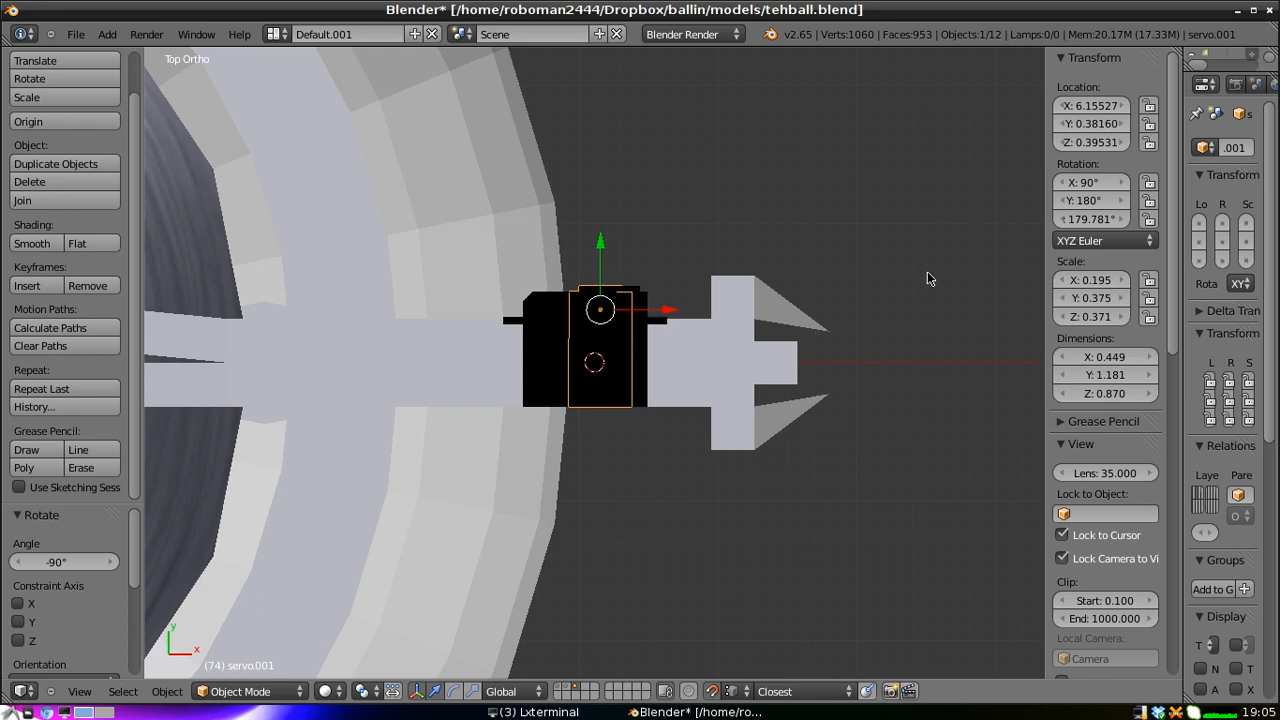 Blender* [/home/roboman2444/Dropbox/ballin/models/tehball.blend]
File Add Render Window Help Default.001 Scene Blender Render v2.65 | Verts:1060 | Faces:953 | Objects:1/12 | Lamps:0/0 | Mem:20.17M (17.33M) | servo.001
Translate
Rotate
Scale
Origin
Object:
Duplicate Objects
Delete
Join
Shading:
Smooth Flat
Keyframes:
Insert Remove
Motion Paths:
Calculate Paths
Clear Paths
Repeat:
Repeat Last
History...
Grease Pencil:
Draw Line
Poly Erase
Use Sketching Sess
Rotate
Angle
-90°
Constraint Axis
X
Y
Z
Orientation
Top Ortho
y
x
(74) servo.001
Transform
Location:
X: 6.15527
Y: 0.38160
Z: 0.39531
Rotation:
X: 90°
Y: 180°
179.781°
XYZ Euler
Scale:
X: 0.195
Y: 0.375
Z: 0.371
Dimensions:
X: 0.449
Y: 1.181
Z: 0.870
Grease Pencil
View
Lens: 35.000
Lock to Object:
Lock to Cursor
Lock Camera to Vi
Clip:
Start: 0.100
End: 1000.000
Local Camera:
Camera
s
.001
Transform
Lo R Sc
Rota XY
Delta Tran
Transform
L R S
Relations
Laye Pare
O
Groups
Add to G
Display
T
N T
A X
View Select Object Object Mode Global Closest
(3) Lxterminal Blender* [/home/ro... 19:05